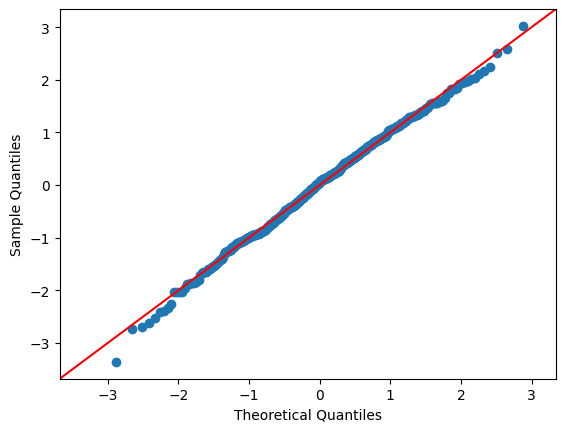 3
2
1
0
−1
−2
−3
Sample Quantiles
−3 −2 −1 0 1 2 3
Theoretical Quantiles